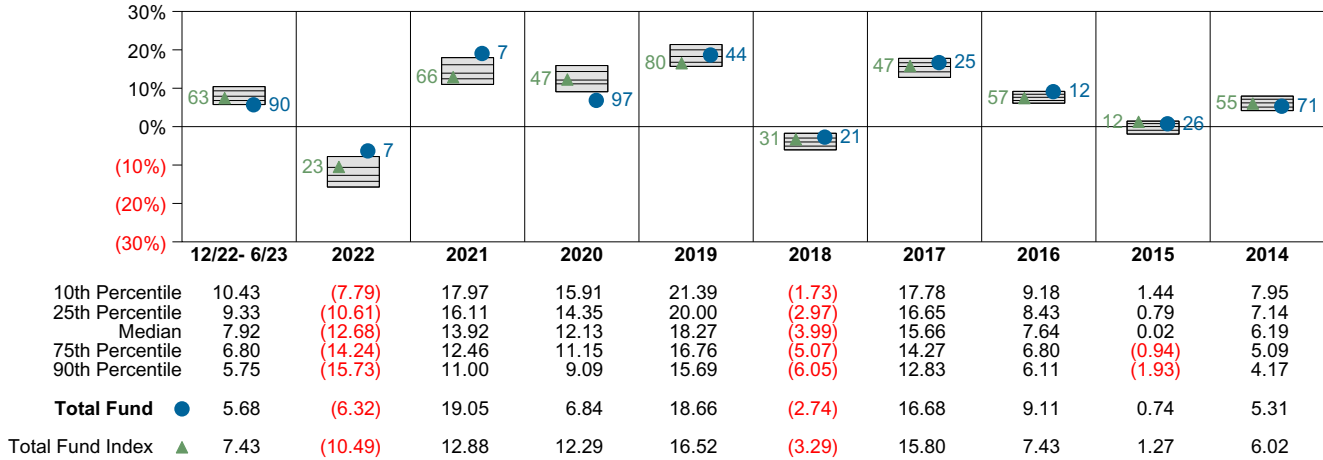 30%
20%
10%
0%
(10%)
(20%)
(30%)
63 90
23 7
66 7
47 97
80 44
31 21
47 25
57 12
12 26
55 71
12/22- 6/23 2022 2021 2020 2019 2018 2017 2016 2015 2014
10th Percentile 10.43 (7.79) 17.97 15.91 21.39 (1.73) 17.78 9.18 1.44 7.95
25th Percentile 9.33 (10.61) 16.11 14.35 20.00 (2.97) 16.65 8.43 0.79 7.14
Median 7.92 (12.68) 13.92 12.13 18.27 (3.99) 15.66 7.64 0.02 6.19
75th Percentile 6.80 (14.24) 12.46 11.15 16.76 (5.07) 14.27 6.80 (0.94) 5.09
90th Percentile 5.75 (15.73) 11.00 9.09 15.69 (6.05) 12.83 6.11 (1.93) 4.17
Total Fund 5.68 (6.32) 19.05 6.84 18.66 (2.74) 16.68 9.11 0.74 5.31
Total Fund Index 7.43 (10.49) 12.88 12.29 16.52 (3.29) 15.80 7.43 1.27 6.02